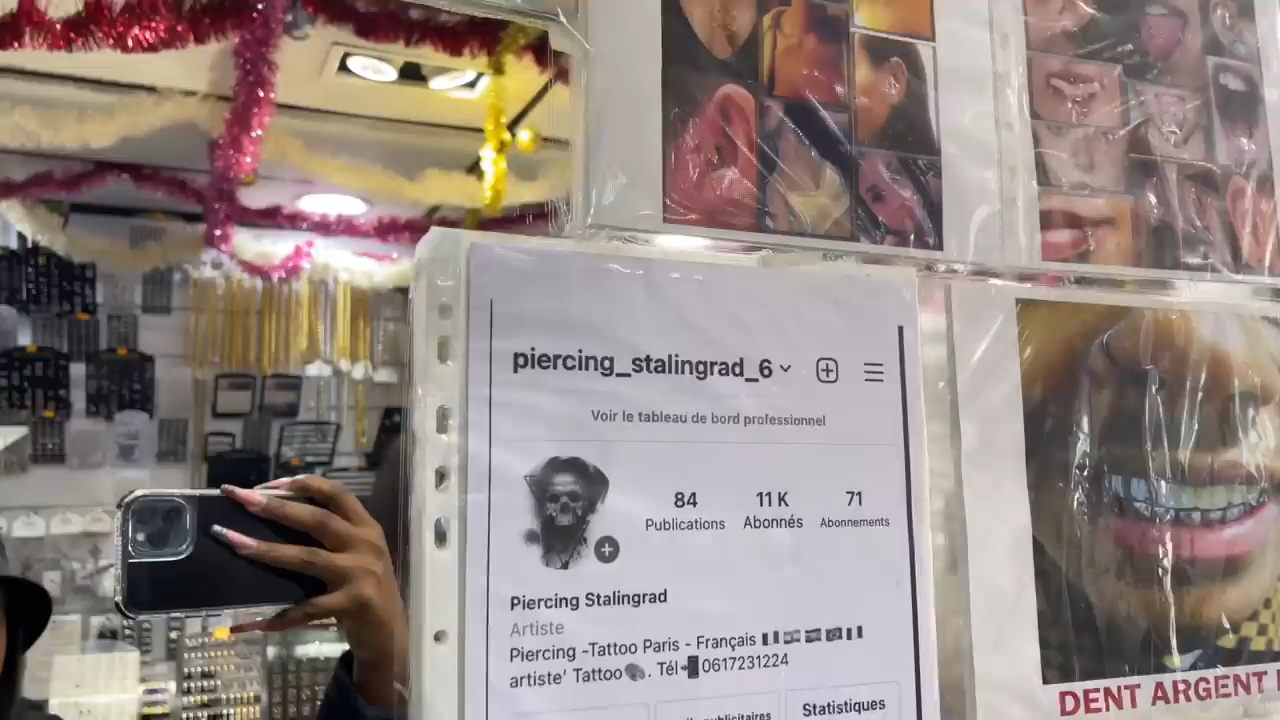 piercing_stalingrad_6
Voir le tableau de bord professionnel
84
11 K
71
Publications
Abonnés
Abonnements
Piercing Stalingrad
Artiste
Piercing -Tattoo Paris - Français
artiste' Tattoo. Tél 0617231224
publicitaires
Statistiques
DENT ARGENT